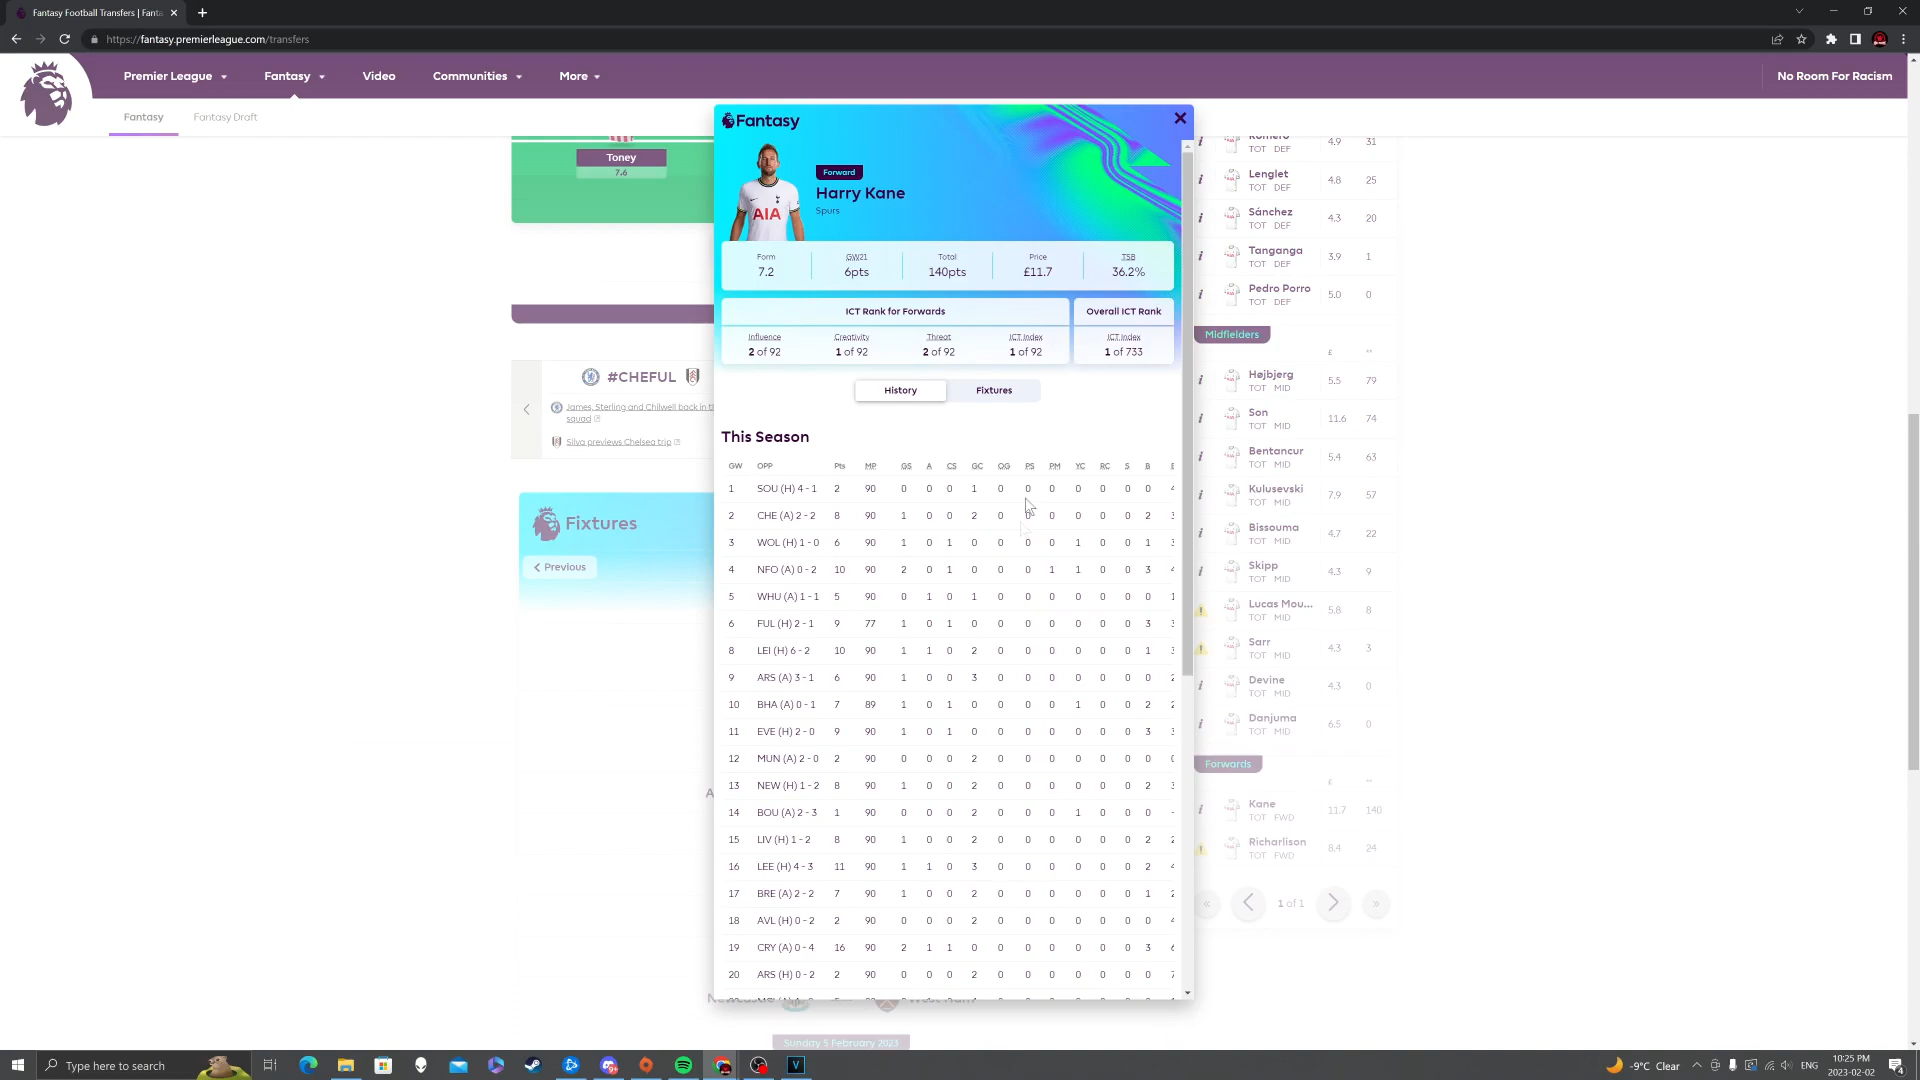 Fantasy Football Transfers | Fanta
https://fantasy.premierleague.com/transfers
Premier League
Fantasy
Video
Communities
More
No Room For Racism
Fantasy
Fantasy Draft
Toney
7.6
#CHEFUL
James, Sterling and Chilwell back in th
squad
Silva previews Chelsea trip
Fixtures
Previous
Fantasy
Forward
Harry Kane
Spurs
Form GW21 Total Price TSB
7.2 6pts 140pts £11.7 36.2%
ICT Rank for Forwards
Overall ICT Rank
Influence Creativity Threat ICT Index ICT Index
2 of 92 1 of 92 2 of 92 1 of 92 1 of 733
History Fixtures
This Season
GW OPP Pts MP GS A CS GC OG PS PM YC RC S B
1 SOU (H) 4 - 1 2 90 0 0 0 1 0 0 0 0 0 0 0
2 CHE (A) 2 - 2 8 90 1 0 0 2 0 0 0 0 0 0 2
3 WOL (H) 1 - 0 6 90 1 0 1 0 0 0 0 1 0 0 1
4 NFO (A) 0 - 2 10 90 2 0 1 0 0 0 1 1 0 0 3
5 WHU (A) 1 - 1 5 90 0 1 0 1 0 0 0 0 0 0 0
6 FUL (H) 2 - 1 9 77 1 0 1 0 0 0 0 0 0 0 3
8 LEI (H) 6 - 2 10 90 1 1 0 2 0 0 0 0 0 0 1
9 ARS (A) 3 - 1 6 90 1 0 0 3 0 0 0 0 0 0 0
10 BHA (A) 0 - 1 7 89 1 0 1 0 0 0 0 1 0 0 2
11 EVE (H) 2 - 0 9 90 1 0 1 0 0 0 0 0 0 0 3
12 MUN (A) 2 - 0 2 90 0 0 0 2 0 0 0 0 0 0 0
13 NEW (H) 1 - 2 8 90 1 0 0 2 0 0 0 0 0 0 2
14 BOU (A) 2 - 3 1 90 0 0 0 2 0 0 0 1 0 0 0
15 LIV (H) 1 - 2 8 90 1 0 0 2 0 0 0 0 0 0 2
16 LEE (H) 4 - 3 11 90 1 1 0 3 0 0 0 0 0 0 2
17 BRE (A) 2 - 2 7 90 1 0 0 2 0 0 0 0 0 0 1
18 AVL (H) 0 - 2 2 90 0 0 0 2 0 0 0 0 0 0 0
19 CRY (A) 0 - 4 16 90 2 1 1 0 0 0 0 0 0 0 3
20 ARS (H) 0 - 2 2 90 0 0 0 2 0 0 0 0 0 0 0
Sunday 5 February 2023
Romero 4.9 31
TOT DEF
Lenglet 4.8 25
TOT DEF
Sánchez 4.3 20
TOT DEF
Tanganga 3.9 1
TOT DEF
Pedro Porro 5.0 0
TOT DEF
Midfielders
£ **
Højbjerg 5.5 79
TOT MID
Son 11.6 74
TOT MID
Bentancur 5.4 63
TOT MID
Kulusevski 7.9 57
TOT MID
Bissouma 4.7 22
TOT MID
Skipp 4.3 9
TOT MID
Lucas Mou... 5.8 8
TOT MID
Sarr 4.3 3
TOT MID
Devine 4.3 0
TOT MID
Danjuma 6.5 0
TOT MID
Forwards
£ **
Kane 11.7 140
TOT FWD
Richarlison 8.4 24
TOT FWD
1 of 1
AIA
Type here to search
-9°C Clear
ENG
10:25 PM
2023-02-02